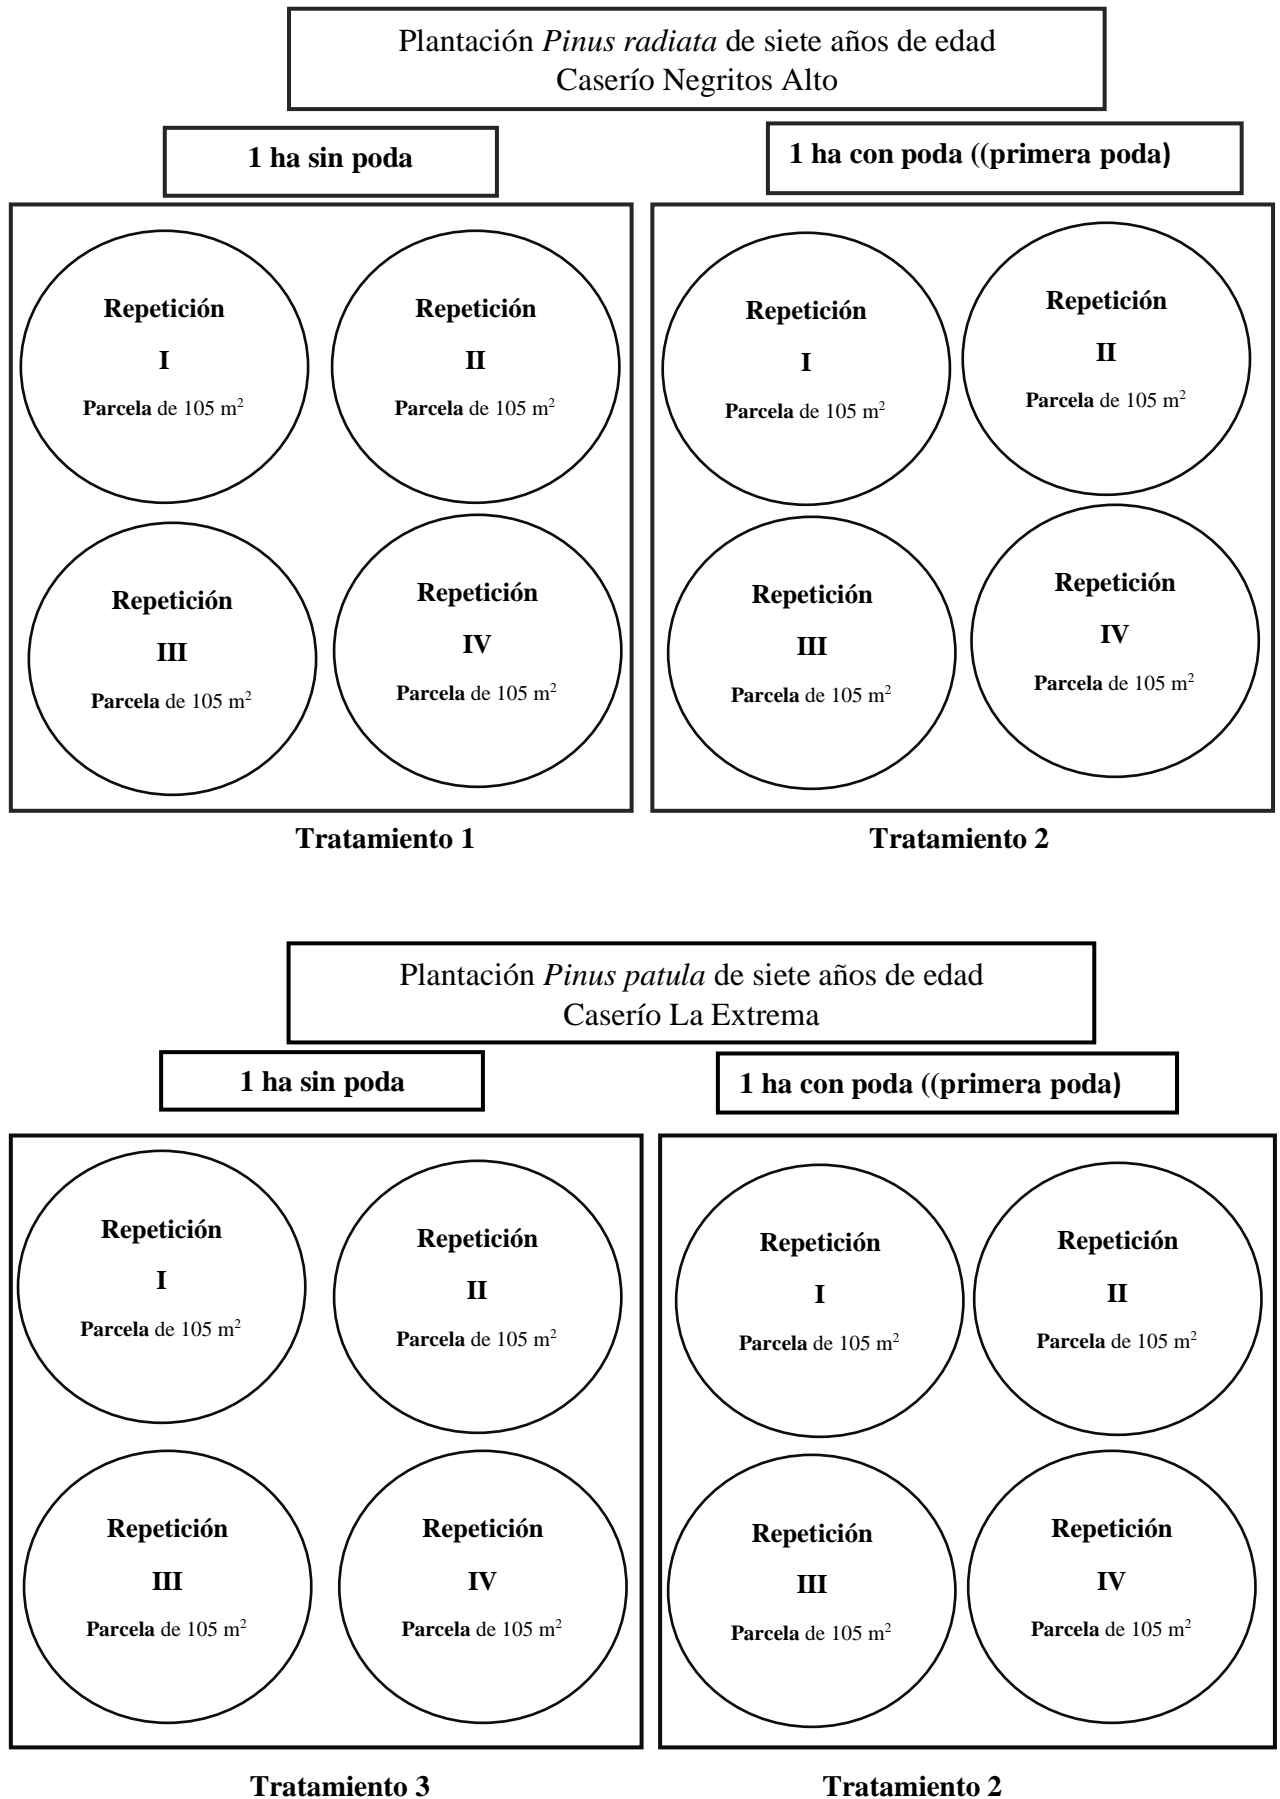 Plantación Pinus radiata de siete años de edad
Caserío Negritos Alto
1 ha sin poda
1 ha con poda ((primera poda)
Repetición
I
Parcela de 105 m²
Repetición
II
Parcela de 105 m²
Repetición
III
Parcela de 105 m²
Repetición
IV
Parcela de 105 m²
Repetición
I
Parcela de 105 m²
Repetición
II
Parcela de 105 m²
Repetición
III
Parcela de 105 m²
Repetición
IV
Parcela de 105 m²
Tratamiento 1
Tratamiento 2
Plantación Pinus patula de siete años de edad
Caserío La Extrema
1 ha sin poda
1 ha con poda ((primera poda)
Repetición
I
Parcela de 105 m²
Repetición
II
Parcela de 105 m²
Repetición
III
Parcela de 105 m²
Repetición
IV
Parcela de 105 m²
Repetición
I
Parcela de 105 m²
Repetición
II
Parcela de 105 m²
Repetición
III
Parcela de 105 m²
Repetición
IV
Parcela de 105 m²
Tratamiento 3
Tratamiento 2